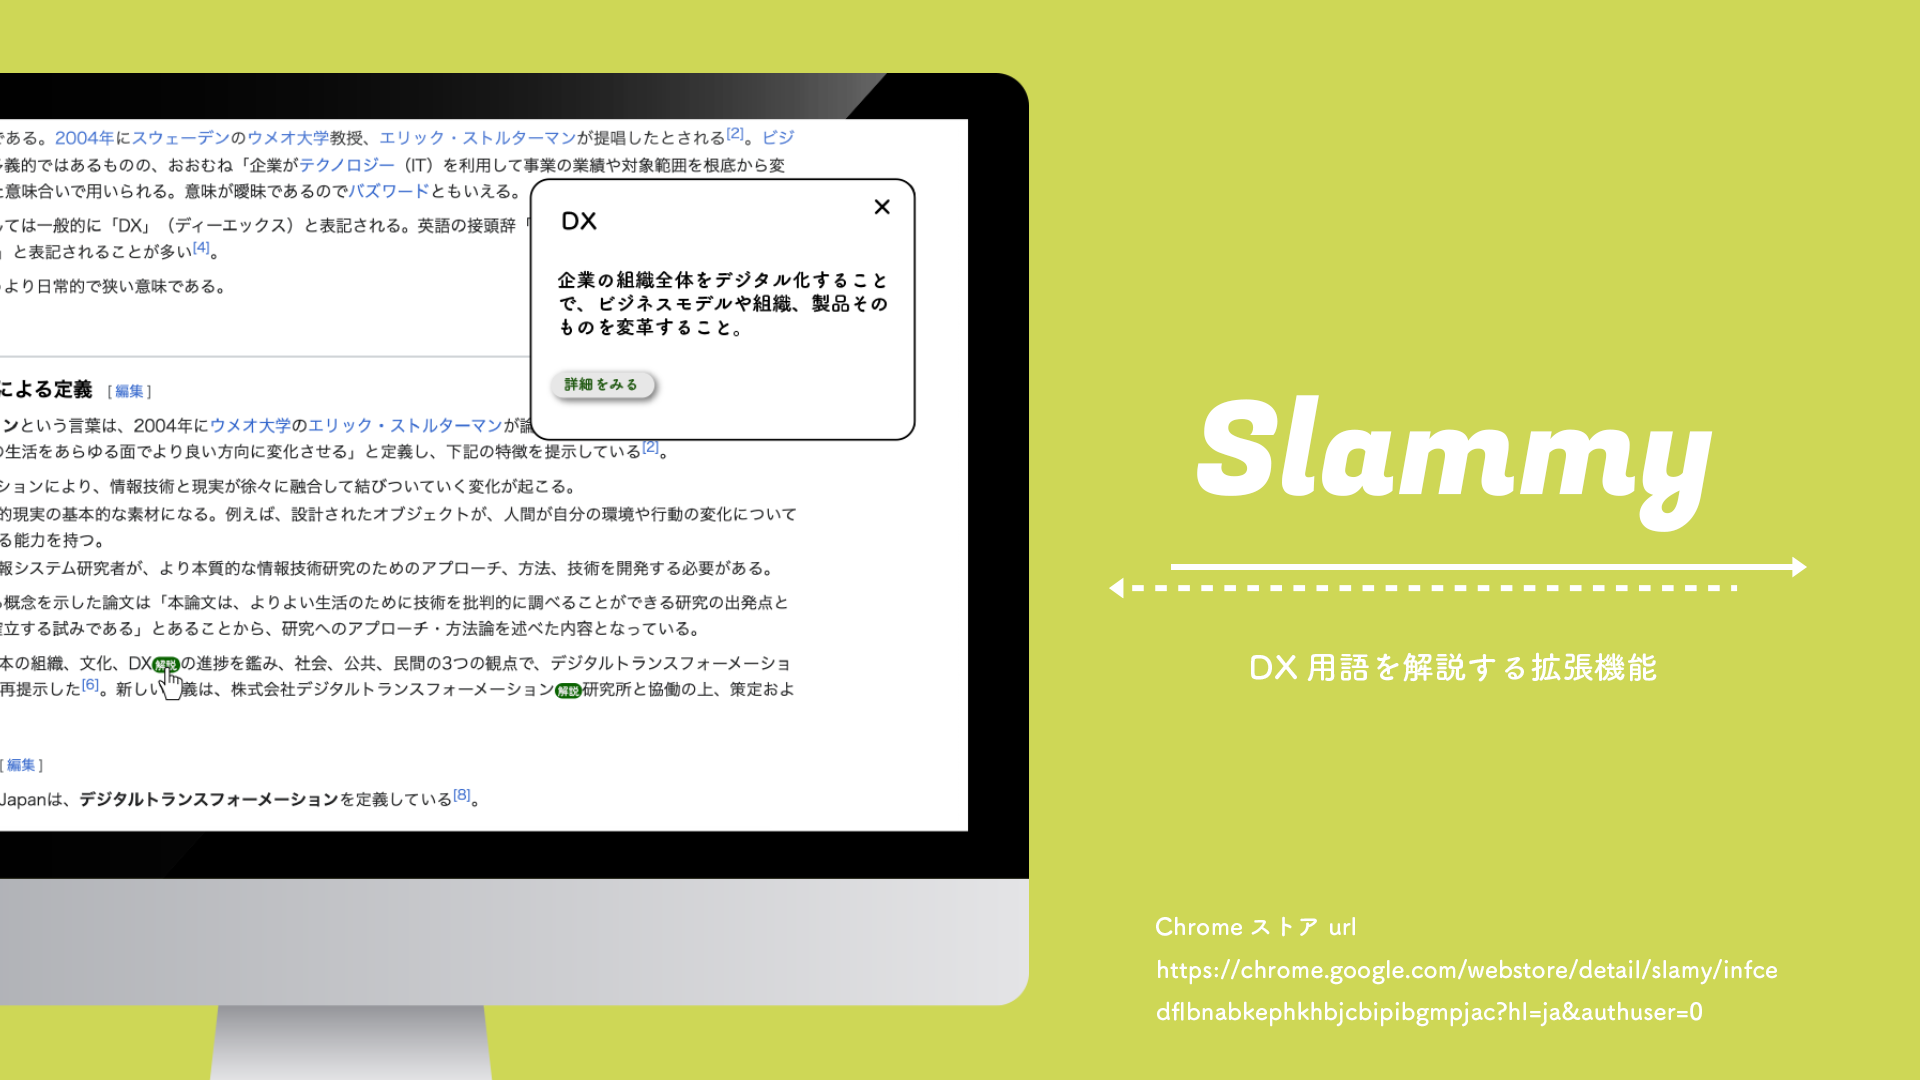 である。2004年にスウェーデンのウメオ大学教授、エリック・ストルターマンが提唱したとされる[2]。ビジ
義的ではあるものの、おおむね「企業がテクノロジー（IT）を利用して事業の業績や対象範囲を根底から変
意味合いで用いられる。意味が曖昧であるのでバズワードともいえる。
ては一般的に「DX」（ディーエックス）と表記される。英語の接頭辞「
」と表記されることが多い[4]。
より日常的で狭い意味である。
DX
×
企業の組織全体をデジタル化すること
で、ビジネスモデルや組織、製品その
ものを変革すること。
詳細をみる
による定義 [編集]
ンという言葉は、2004年にウメオ大学のエリック・ストルターマンが論
の生活をあらゆる面でより良い方向に変化させる」と定義し、下記の特徴を提示している[2]。
ションにより、情報技術と現実が徐々に融合して結びついていく変化が起こる。
的現実の基本的な素材になる。例えば、設計されたオブジェクトが、人間が自分の環境や行動の変化について
る能力を持つ。
報システム研究者が、より本質的な情報技術研究のためのアプローチ、方法、技術を開発する必要がある。
概念を示した論文は「本論文は、よりよい生活のために技術を批判的に調べることができる研究の出発点と
立する試みである」とあることから、研究へのアプローチ・方法論を述べた内容となっている。
本の組織、文化、DX解説の進捗を鑑み、社会、公共、民間の3つの観点で、デジタルトランスフォーメーショ
再提示した[6]。新しい義は、株式会社デジタルトランスフォーメーション解説研究所と協働の上、策定およ
[編集]
Japanは、デジタルトランスフォーメーションを定義している[8]。
Slammy
DX 用語を解説する拡張機能
Chrome ストア url
https://chrome.google.com/webstore/detail/slamy/infce
dflbnabkephkhbjcbipibgmpjac?hl=ja&authuser=0